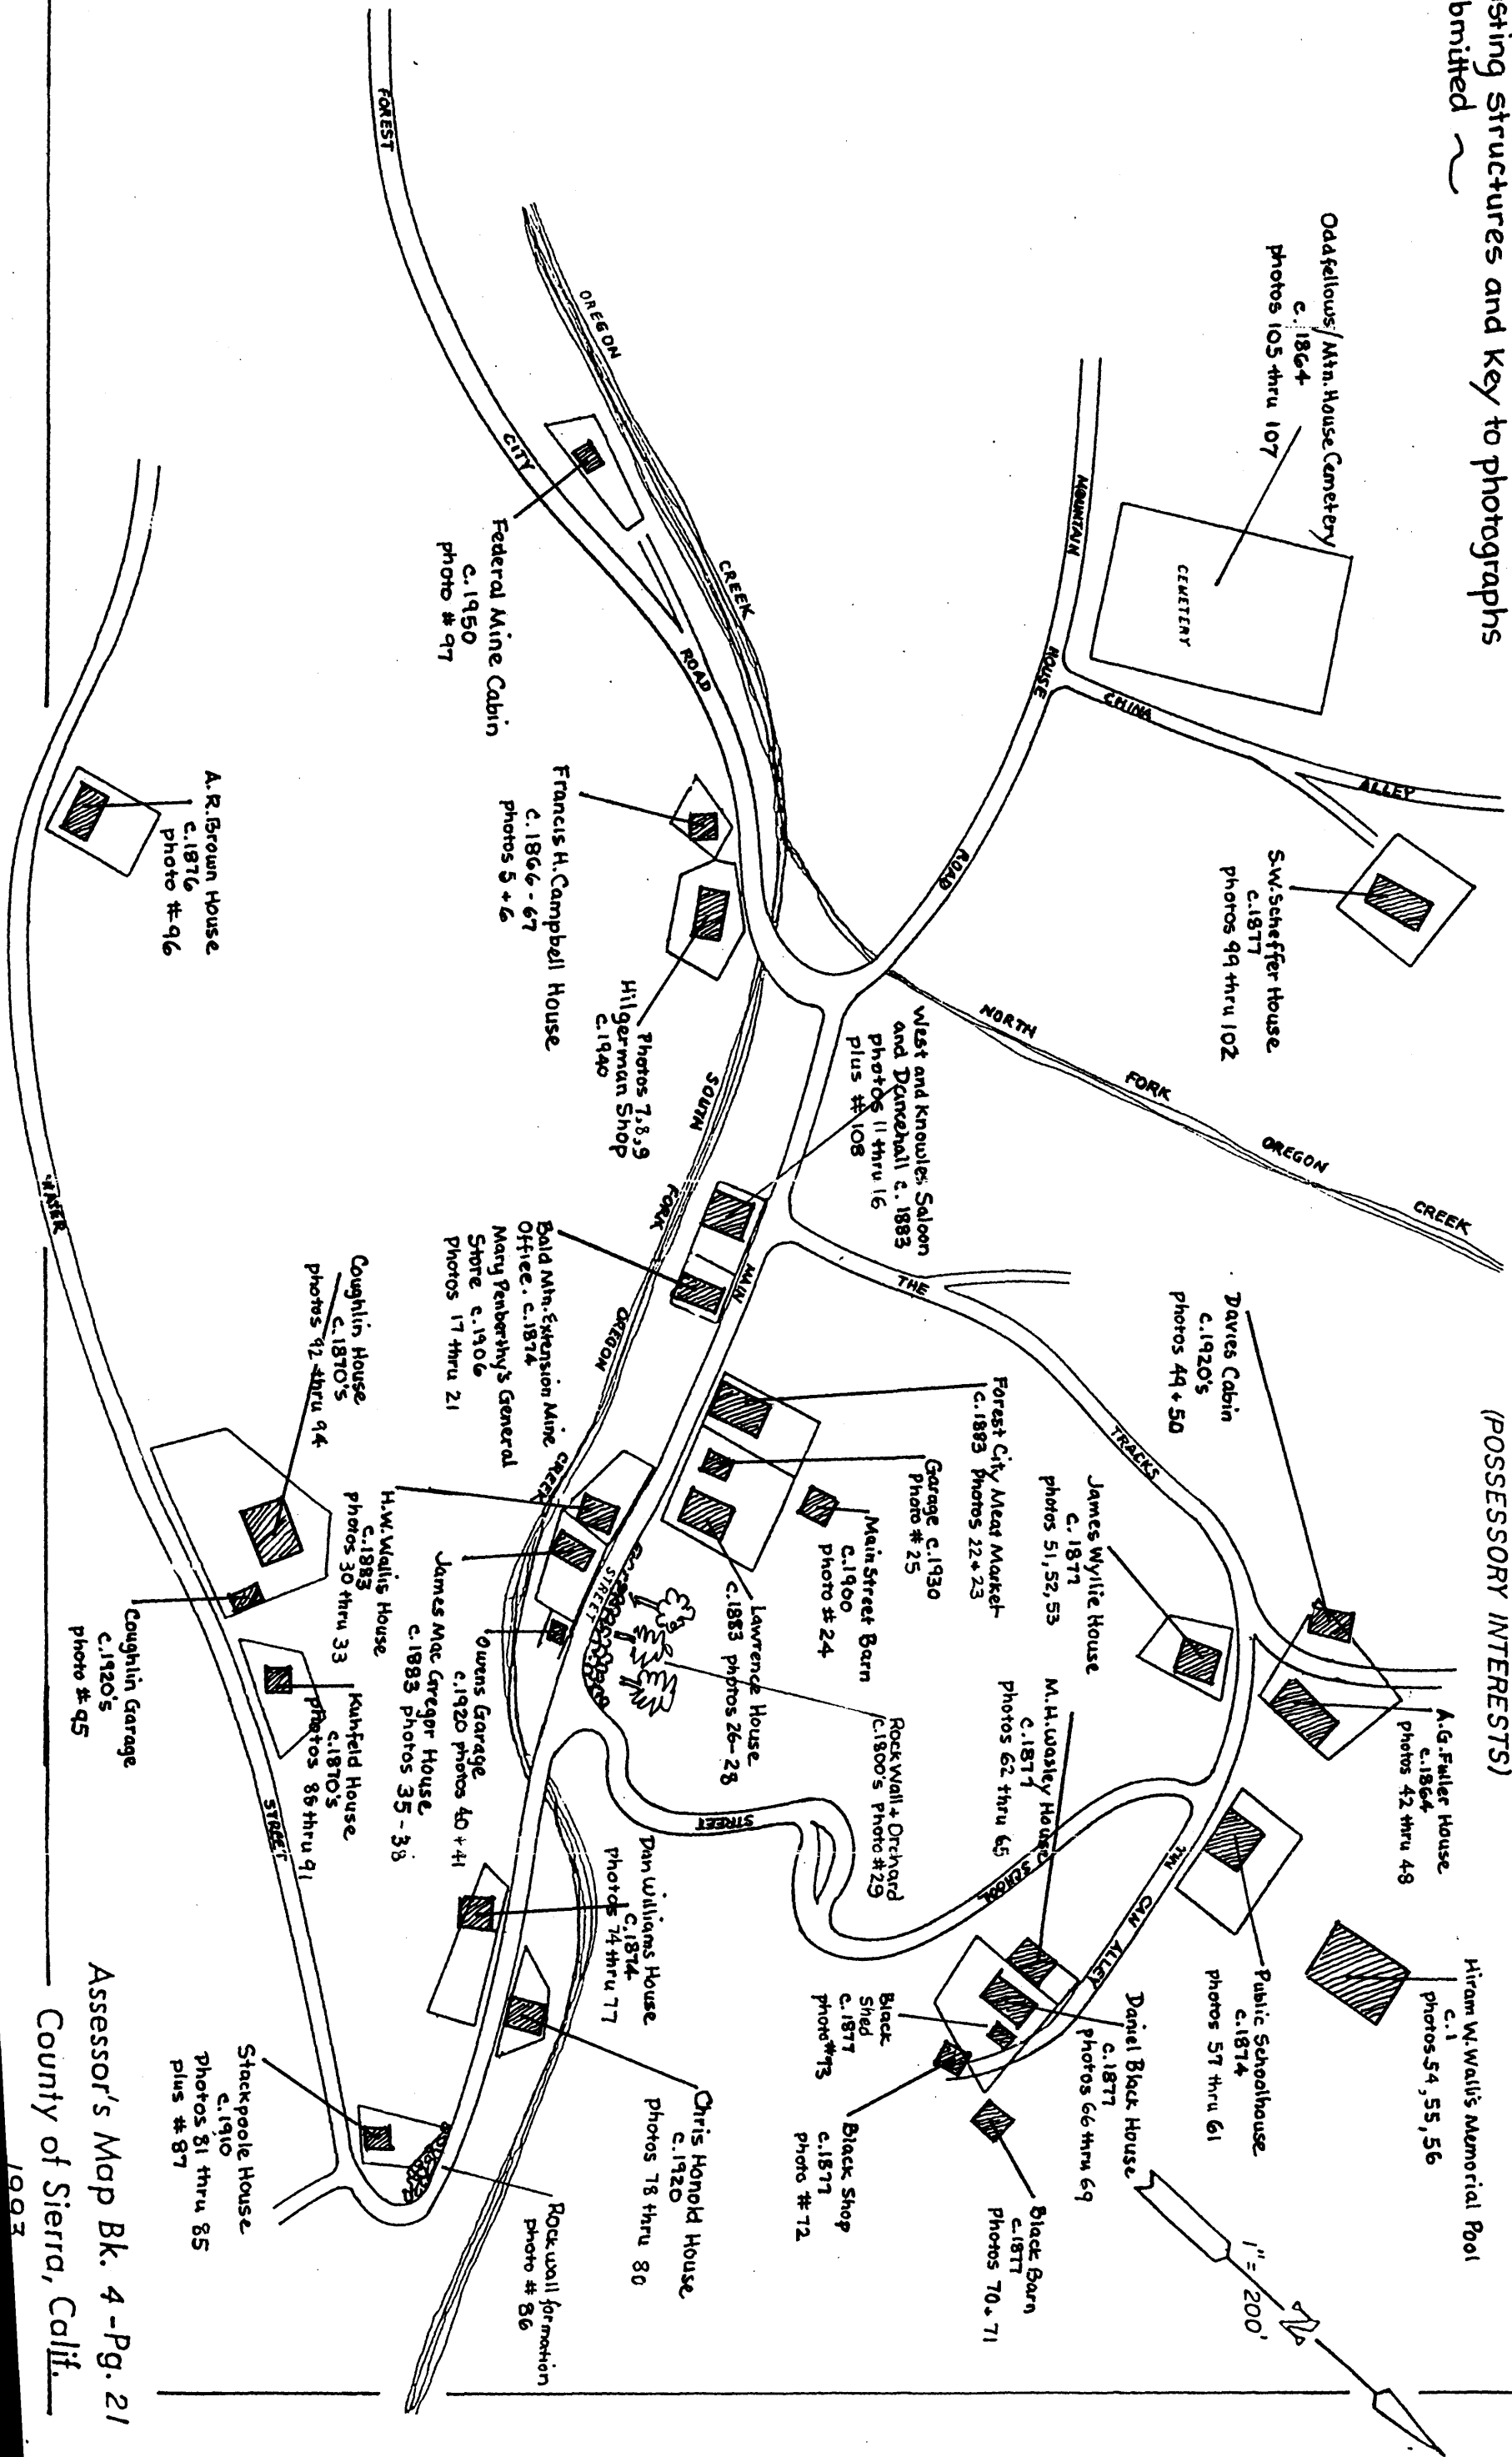 sting structures and Key to photographs
bmitted ~
(POSSESSORY INTERESTS)
Oddfellows/Mtn. House Cemetery
c. 1864
photos 105 thru 107
CEMETERY
MOUNTAIN
HOUSE
ROAD
CHINA
ALLEY
S.W. Scheffer House
c.1877
photos 99 thru 102
NORTH
FORK
OREGON
CREEK
FOREST
CITY
ROAD
OREGON
CREEK
Federal Mine Cabin
c.1950
photo #97
Francis H. Campbell House
c. 1866-67
photos 5+6
Photos 7,8,9
Hilgerman Shop
c.1940
West and Knowles Saloon
and Dancehall c. 1883
photos 11 thru 16
plus #108
SOUTH
FORK
OREGON
CREEK
Bald Mtn. Extension Mine
Office. c.1874
Mary Penberthy's General
Store c.1906
Photos 17 thru 21
MAIN
STREET
THE
TRACKS
Davies Cabin
c.1920's
photos 49+50
A.G. Fuller House
c.1864
photos 42 thru 48
Hiram W. Wallis Memorial Pool
c.1
photos 54, 55, 56
James Wyllie House
c. 1877
photos 51, 52, 53
Forest City Meat Market
c.1883 Photos 22+23
Garage c.1930
Photo #25
Main Street Barn
c.1900
photo #24
Lawrence House
c.1883 photos 26-28
Rock Wall + Orchard
c.1800's Photo #29
M.H. Wasley House
c.1877
photos 62 thru 65
Public Schoolhouse
c.1874
photos 57 thru 61
TIN
CAN ALLEY
SCHOOL
STREET
Daniel Black House
c.1877
photos 66 thru 69
Black
Shed
c.1877
photo #73
Black Shop
c.1877
photo #72
Black Barn
c.1877
Photos 70+71
1" = 200'
N
H.W. Wallis House
c.1883
photos 30 thru 33
James Mac Gregor House
c.1883 photos 35-38
Owens Garage
c.1920 photos 40+41
Dan Williams House
c.1874
Photos 74 thru 77
Chris Honold House
c.1920
Photos 78 thru 80
Rockwall formation
photo #86
Stackpoole House
c.1910
Photos 81 thru 85
plus #87
A.R. Brown House
c.1876
photo #96
WATER
STREET
Coughlin House
c.1870's
photos 92 thru 94
Coughlin Garage
c.1920's
photo #95
Kuhfeld House
c.1870's
photos 88 thru 91
Assessor's Map Bk. 4-Pg. 21
County of Sierra, Calif.